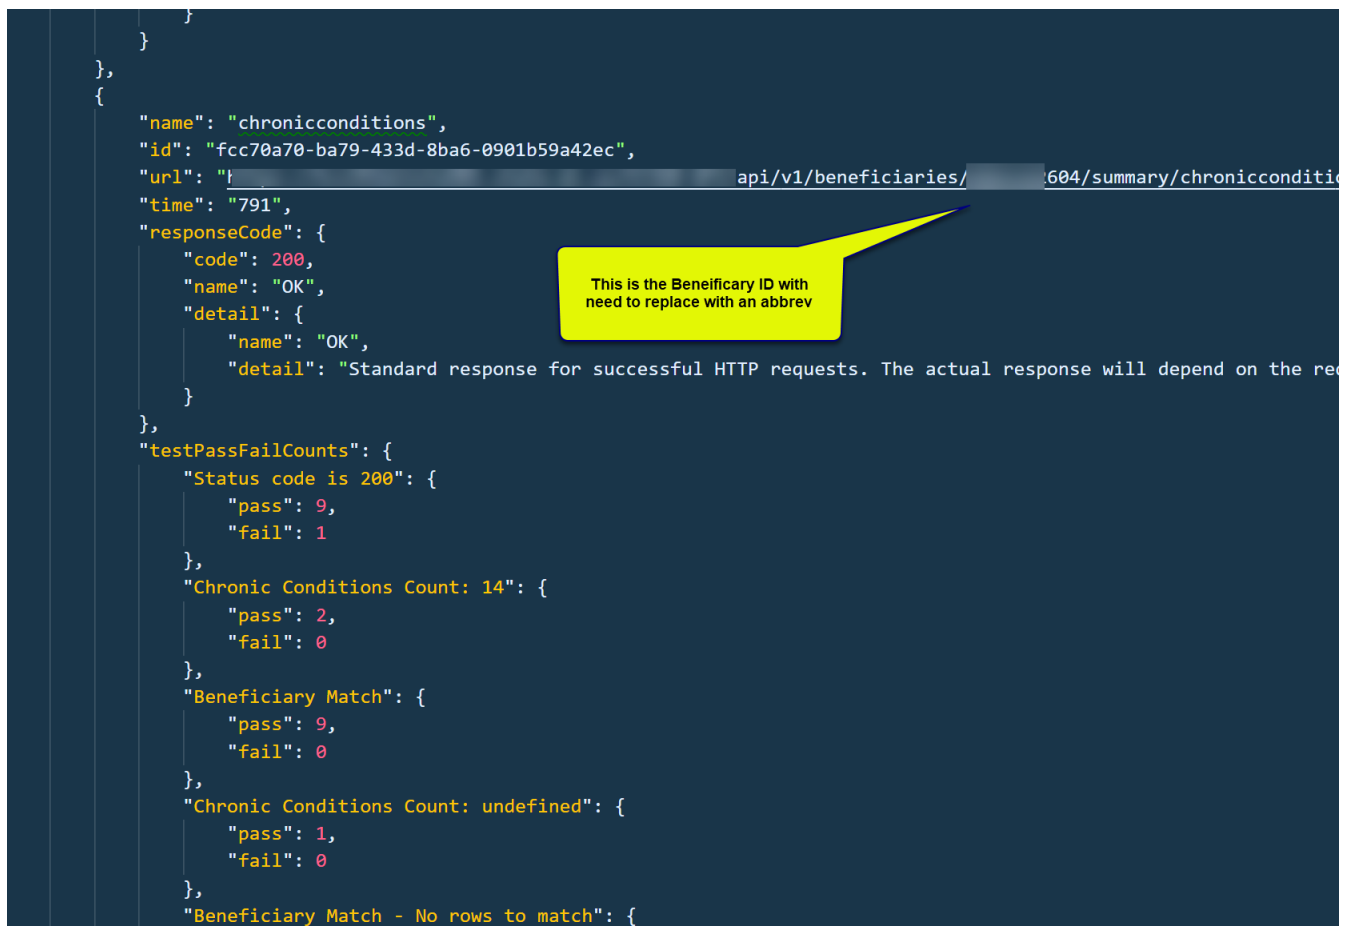 }
}
},
{
"name": "chronicconditions",
"id": "fcc70a70-ba79-433d-8ba6-0901b59a42ec",
"url": "h api/v1/beneficiaries/ 2604/summary/chronicconditio
"time": "791",
"responseCode": {
"code": 200,
"name": "OK",
"detail": {
"name": "OK",
"detail": "Standard response for successful HTTP requests. The actual response will depend on the req
}
},
This is the Beneificary ID with
need to replace with an abbrev
"testPassFailCounts": {
"Status code is 200": {
"pass": 9,
"fail": 1
},
"Chronic Conditions Count: 14": {
"pass": 2,
"fail": 0
},
"Beneficiary Match": {
"pass": 9,
"fail": 0
},
"Chronic Conditions Count: undefined": {
"pass": 1,
"fail": 0
},
"Beneficiary Match - No rows to match": {